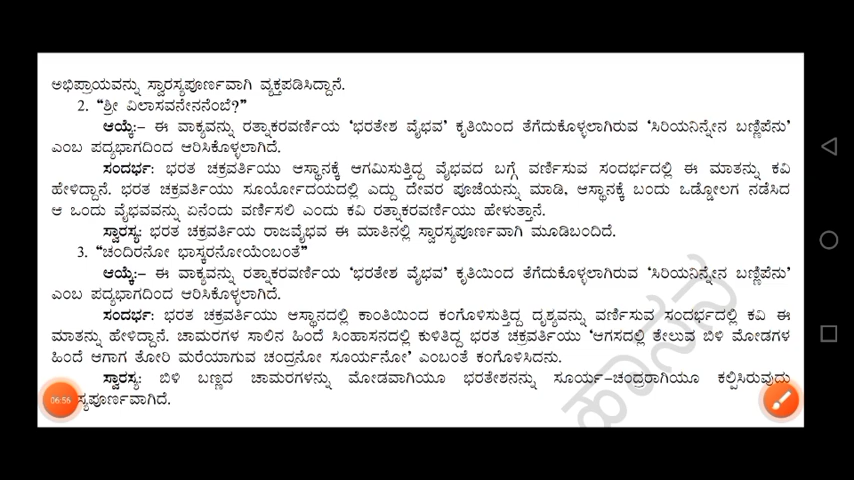 ಅಭಿಪ್ರಾಯವನ್ನು ಸ್ವಾರಸ್ಯಪೂರ್ಣವಾಗಿ ವ್ಯಕ್ತಪಡಿಸಿದ್ದಾನೆ.
2. “ಶ್ರೀ ವಿಲಾಸವನೇನನೆಂಬೆ?”
ಆಯ್ಕೆ:– ಈ ವಾಕ್ಯವನ್ನು ರತ್ನಾಕರವರ್ಣಿಯ ‘ಭರತೇಶ ವೈಭವ’ ಕೃತಿಯಿಂದ ತೆಗೆದುಕೊಳ್ಳಲಾಗಿರುವ ‘ಸಿರಿಯನಿನ್ನೇನ ಬಣ್ಣಿಪೆನು’
ಎಂಬ ಪದ್ಯಭಾಗದಿಂದ ಆರಿಸಿಕೊಳ್ಳಲಾಗಿದೆ.
ಸಂದರ್ಭ: ಭರತ ಚಕ್ರವರ್ತಿಯು ಆಸ್ಥಾನಕ್ಕೆ ಆಗಮಿಸುತ್ತಿದ್ದ ವೈಭವದ ಬಗ್ಗೆ ವರ್ಣಿಸುವ ಸಂದರ್ಭದಲ್ಲಿ ಈ ಮಾತನ್ನು ಕವಿ
ಹೇಳಿದ್ದಾನೆ. ಭರತ ಚಕ್ರವರ್ತಿಯು ಸೂರ್ಯೋದಯದಲ್ಲಿ ಎದ್ದು ದೇವರ ಪೂಜೆಯನ್ನು ಮಾಡಿ, ಆಸ್ಥಾನಕ್ಕೆ ಬಂದು ಒಡ್ಡೋಲಗ ನಡೆಸಿದ
ಆ ಒಂದು ವೈಭವವನ್ನು ಏನೆಂದು ವರ್ಣಿಸಲಿ ಎಂದು ಕವಿ ರತ್ನಾಕರವರ್ಣಿಯು ಹೇಳುತ್ತಾನೆ.
ಸ್ವಾರಸ್ಯ: ಭರತ ಚಕ್ರವರ್ತಿಯ ರಾಜವೈಭವ ಈ ಮಾತಿನಲ್ಲಿ ಸ್ವಾರಸ್ಯಪೂರ್ಣವಾಗಿ ಮೂಡಿಬಂದಿದೆ.
3. “ಚಂದಿರನೋ ಭಾಸ್ಕರನೋಯೆಂಬಂತೆ”
ಆಯ್ಕೆ:– ಈ ವಾಕ್ಯವನ್ನು ರತ್ನಾಕರವರ್ಣಿಯ ‘ಭರತೇಶ ವೈಭವ’ ಕೃತಿಯಿಂದ ತೆಗೆದುಕೊಳ್ಳಲಾಗಿರುವ ‘ಸಿರಿಯನಿನ್ನೇನ ಬಣ್ಣಿಪೆನು’
ಎಂಬ ಪದ್ಯಭಾಗದಿಂದ ಆರಿಸಿಕೊಳ್ಳಲಾಗಿದೆ.
ಸಂದರ್ಭ: ಭರತ ಚಕ್ರವರ್ತಿಯು ಆಸ್ಥಾನದಲ್ಲಿ ಕಾಂತಿಯಿಂದ ಕಂಗೊಳಿಸುತ್ತಿದ್ದ ದೃಶ್ಯವನ್ನು ವರ್ಣಿಸುವ ಸಂದರ್ಭದಲ್ಲಿ ಕವಿ ಈ
ಮಾತನ್ನು ಹೇಳಿದ್ದಾನೆ. ಚಾಮರಗಳ ಸಾಲಿನ ಹಿಂದೆ ಸಿಂಹಾಸನದಲ್ಲಿ ಕುಳಿತಿದ್ದ ಭರತ ಚಕ್ರವರ್ತಿಯು ‘ಆಗಸದಲ್ಲಿ ತೇಲುವ ಬಿಳಿ ಮೋಡಗಳ
ಹಿಂದೆ ಆಗಾಗ ತೋರಿ ಮರೆಯಾಗುವ ಚಂದ್ರನೋ ಸೂರ್ಯನೋ’ ಎಂಬಂತೆ ಕಂಗೊಳಿಸಿದನು.
ಸ್ವಾರಸ್ಯ: ಬಿಳಿ ಬಣ್ಣದ ಚಾಮರಗಳನ್ನು ಮೋಡವಾಗಿಯೂ ಭರತೇಶನನ್ನು ಸೂರ್ಯ–ಚಂದ್ರರಾಗಿಯೂ ಕಲ್ಪಿಸಿರುವುದು
ಸ್ಯಪೂರ್ಣವಾಗಿದೆ.
06:56
ಹಾಸನ